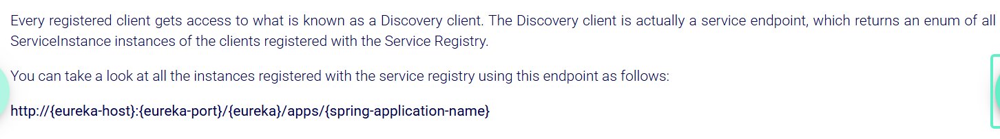 Every registered client gets access to what is known as a Discovery client. The Discovery client is actually a service endpoint, which returns an enum of all
ServiceInstance instances of the clients registered with the Service Registry.
You can take a look at all the instances registered with the service registry using this endpoint as follows:
http://{eureka-host}:{eureka-port}/{eureka}/apps/{spring-application-name}